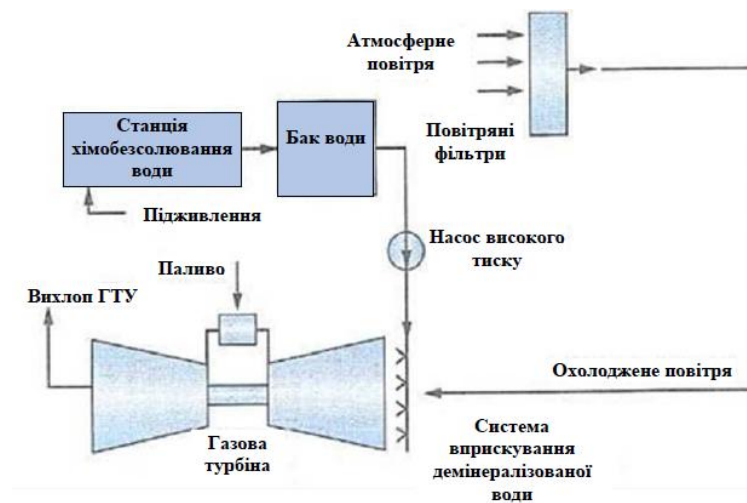 Атмосферне
повітря
Станція
хімобезсолювання
води
Бак води
Повітряні
фільтри
Підживлення
Насос високого
тиску
Паливо
Вихлоп ГТУ
Охолоджене повітря
Газова
турбіна
Система
вприскування
демінералізованої
води